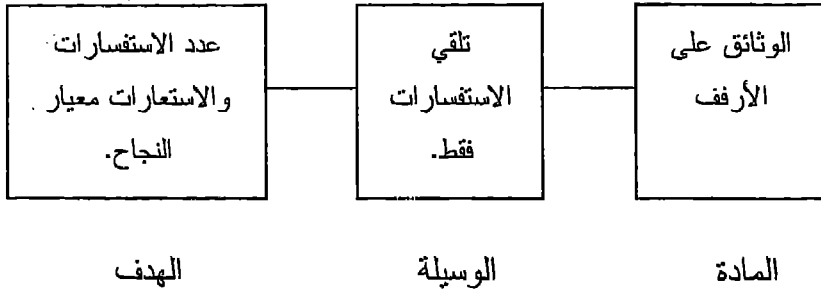 الوثائق على
الأرفف
تلقي
الاستفسارات
فقط.
عدد الاستفسارات
والاستعارات معيار
النجاح.
المادة
الوسيلة
الهدف